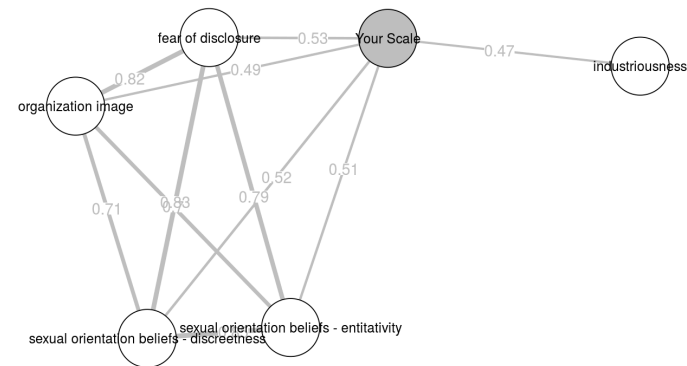 fear of disclosure
0.53
Your Scale
0.47
industriousness
0.82
0.49
organization image
0.51
0.52
0.79
0.83
0.71
sexual orientation beliefs - entitativity
sexual orientation beliefs - discreetness